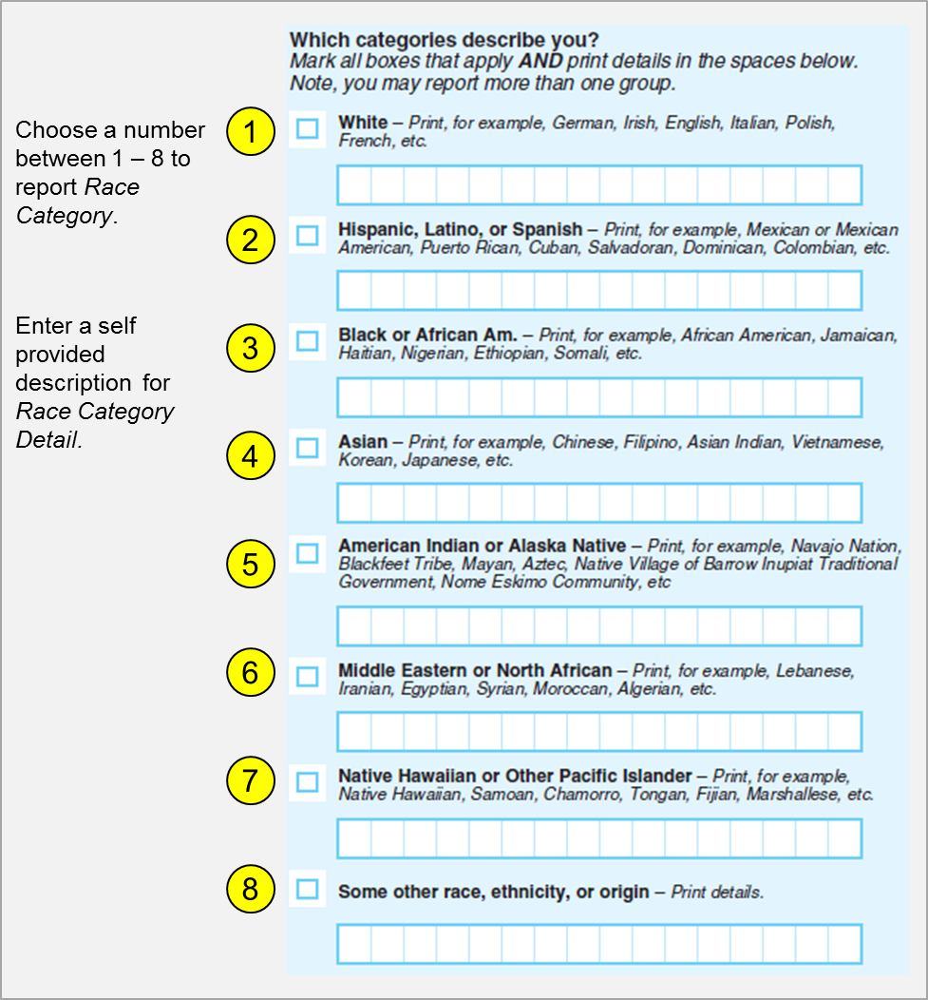 Which categories describe you?
Mark all boxes that apply AND print details in the spaces below.
Note, you may report more than one group.
Choose a number
between 1 – 8 to
report Race
Category.
Enter a self
provided
description for
Race Category
Detail.
1
White – Print, for example, German, Irish, English, Italian, Polish,
French, etc.
2
Hispanic, Latino, or Spanish – Print, for example, Mexican or Mexican
American, Puerto Rican, Cuban, Salvadoran, Dominican, Colombian, etc.
3
Black or African Am. – Print, for example, African American, Jamaican,
Haitian, Nigerian, Ethiopian, Somali, etc.
4
Asian – Print, for example, Chinese, Filipino, Asian Indian, Vietnamese,
Korean, Japanese, etc.
5
American Indian or Alaska Native – Print, for example, Navajo Nation,
Blackfeet Tribe, Mayan, Aztec, Native Village of Barrow Inupiat Traditional
Government, Nome Eskimo Community, etc
6
Middle Eastern or North African – Print, for example, Lebanese,
Iranian, Egyptian, Syrian, Moroccan, Algerian, etc.
7
Native Hawaiian or Other Pacific Islander – Print, for example,
Native Hawaiian, Samoan, Chamorro, Tongan, Fijian, Marshallese, etc.
8
Some other race, ethnicity, or origin – Print details.